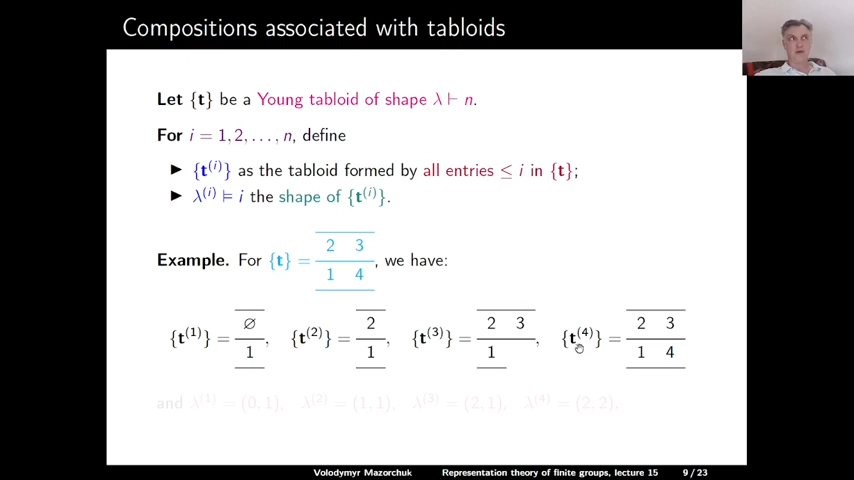 Compositions associated with tabloids
Let {t} be a Young tabloid of shape λ ⊢ n.
For i = 1, 2, . . . , n, define
▶ {t^(i)} as the tabloid formed by all entries ≤ i in {t};
▶ λ^(i) ⊨ i the shape of {t^(i)}.
2 3
Example. For {t} = , we have:
1 4
∅ 2 2 3 2 3
{t^(1)} = , {t^(2)} = , {t^(3)} = , {t^(4)} =
1 1 1 1 4
and λ^(1) = (0, 1), λ^(2) = (1, 1), λ^(3) = (2, 1), λ^(4) = (2, 2).
Volodymyr Mazorchuk Representation theory of finite groups, lecture 15 9 / 23